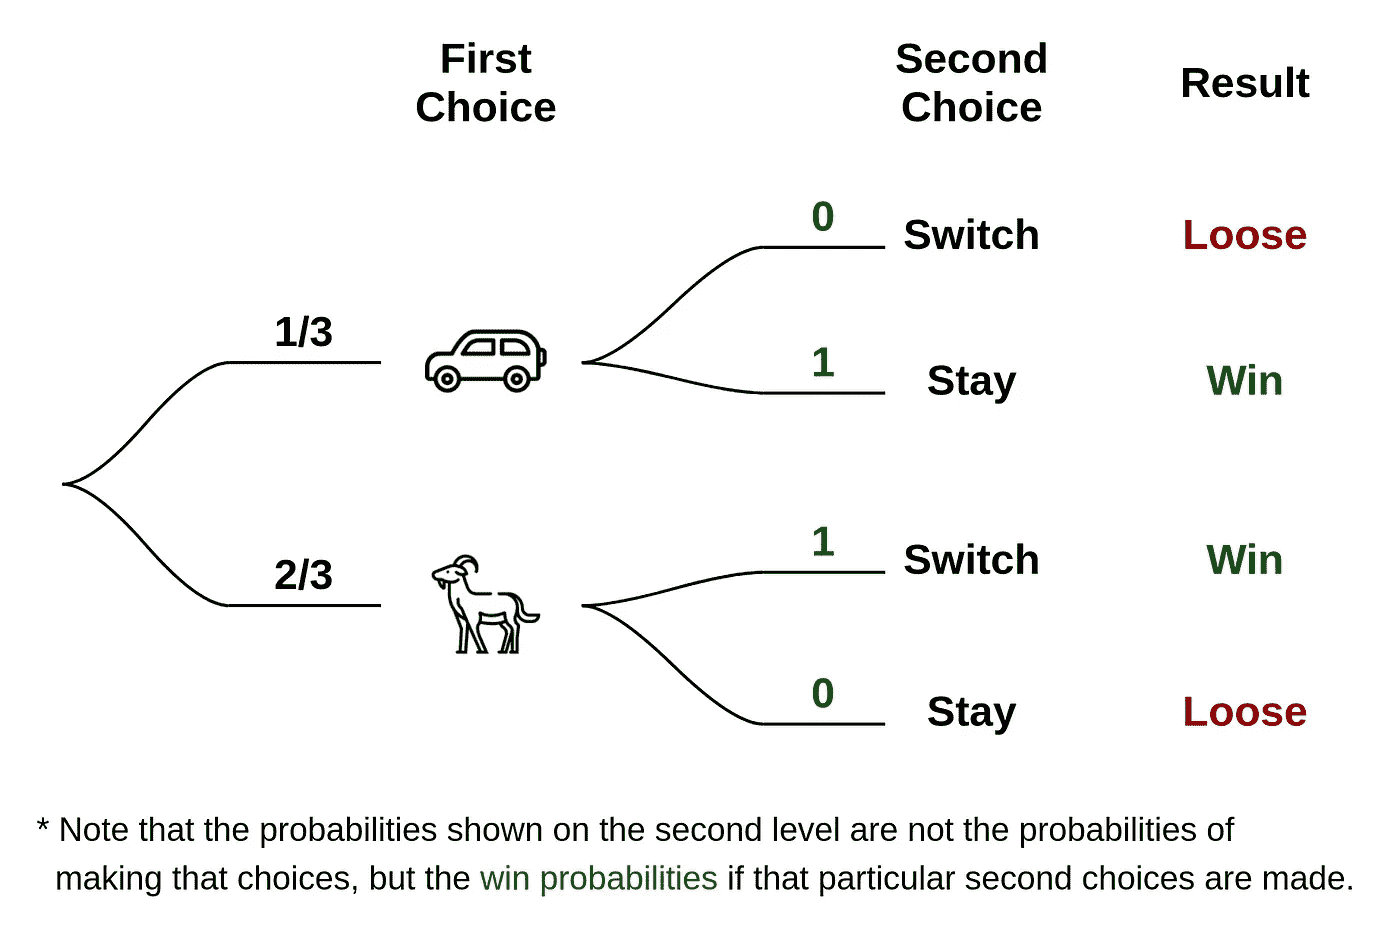 First
Choice
Second
Choice
Result
0
Switch
Loose
1/3
1
Stay
Win
1
Switch
Win
2/3
0
Stay
Loose
* Note that the probabilities shown on the second level are not the probabilities of
making that choices, but the win probabilities if that particular second choices are made.